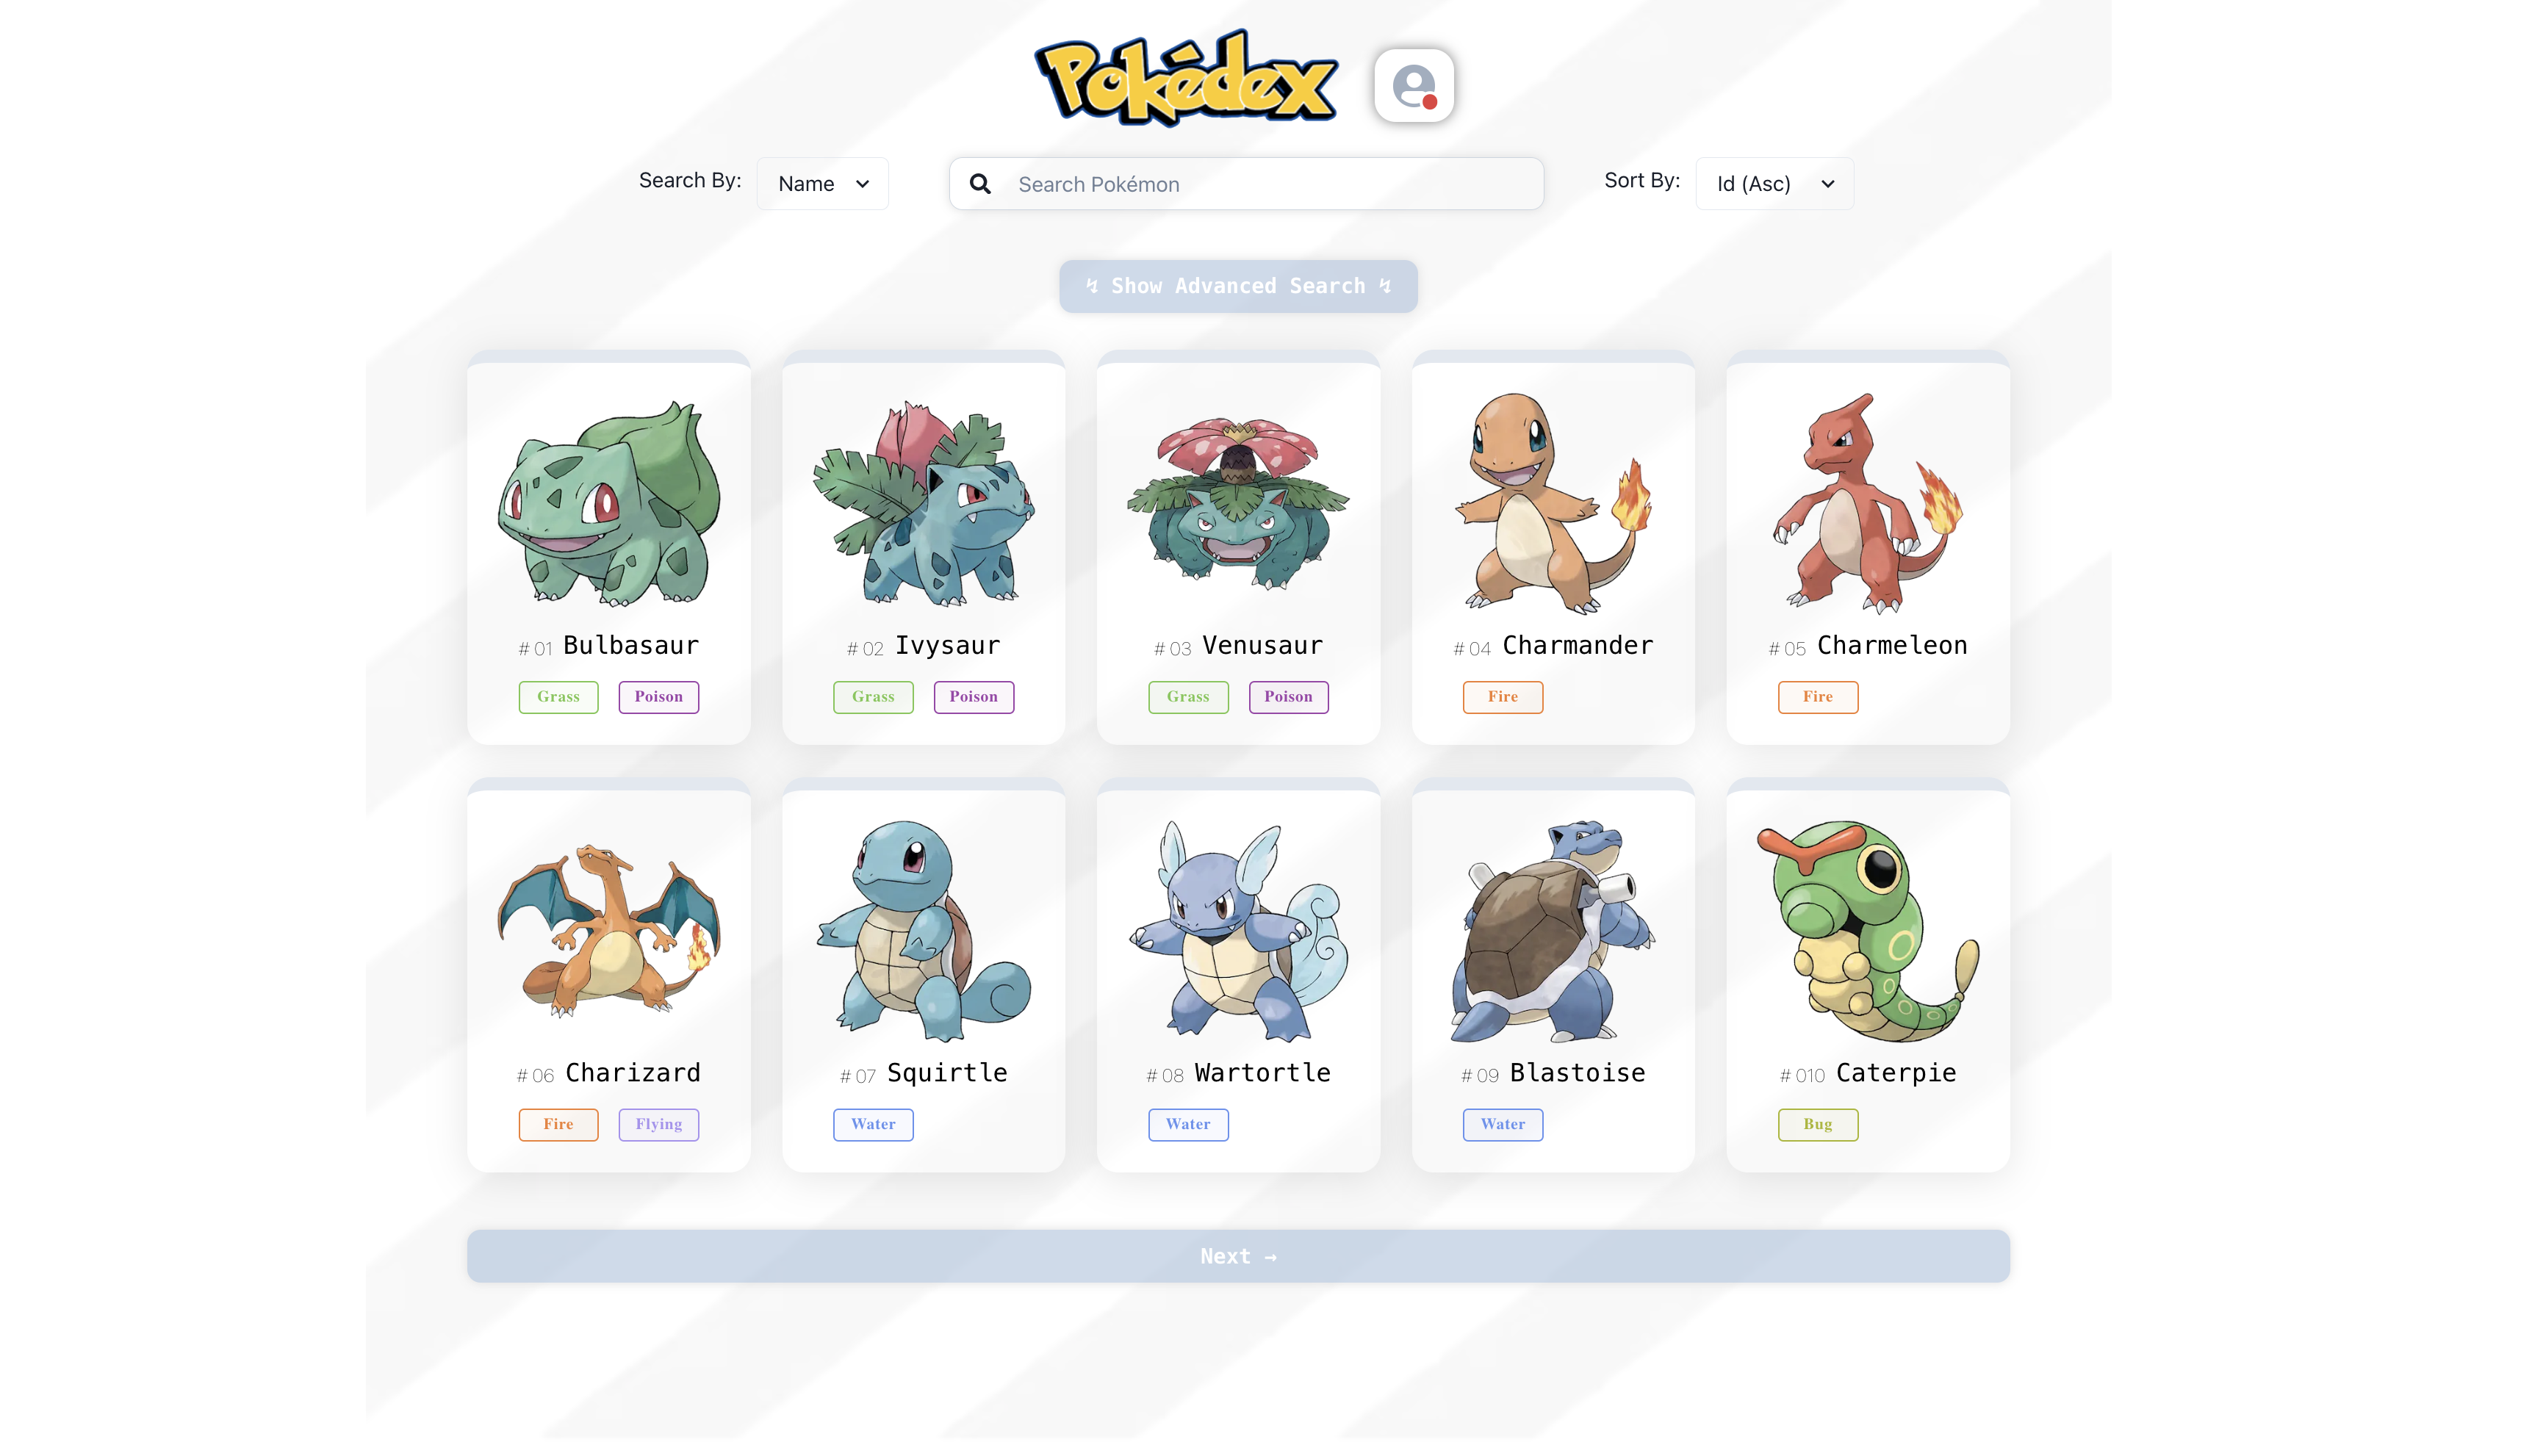 Pokédex
Search By: Name Search Pokémon Sort By: Id (Asc)
↯ Show Advanced Search ↯
# 01 Bulbasaur
Grass Poison
# 02 Ivysaur
Grass Poison
# 03 Venusaur
Grass Poison
# 04 Charmander
Fire
# 05 Charmeleon
Fire
# 06 Charizard
Fire Flying
# 07 Squirtle
Water
# 08 Wartortle
Water
# 09 Blastoise
Water
# 010 Caterpie
Bug
Next →